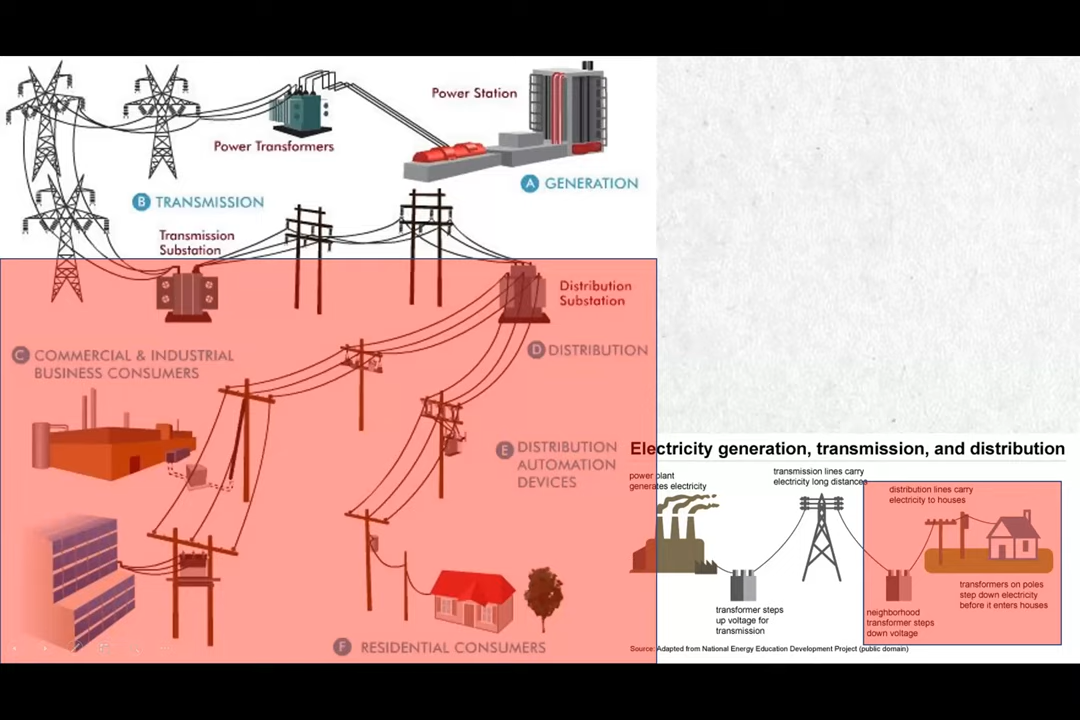 Power Station
Power Transformers
A GENERATION
B TRANSMISSION
Transmission
Substation
Distribution
Substation
C COMMERCIAL & INDUSTRIAL
BUSINESS CONSUMERS
D DISTRIBUTION
E DISTRIBUTION
AUTOMATION
DEVICES
F RESIDENTIAL CONSUMERS
Electricity generation, transmission, and distribution
power plant
generates electricity
transmission lines carry
electricity long distances
distribution lines carry
electricity to houses
transformer steps
up voltage for
transmission
neighborhood
transformer steps
down voltage
transformers on poles
step down electricity
before it enters houses
Source: Adapted from National Energy Education Development Project (public domain)